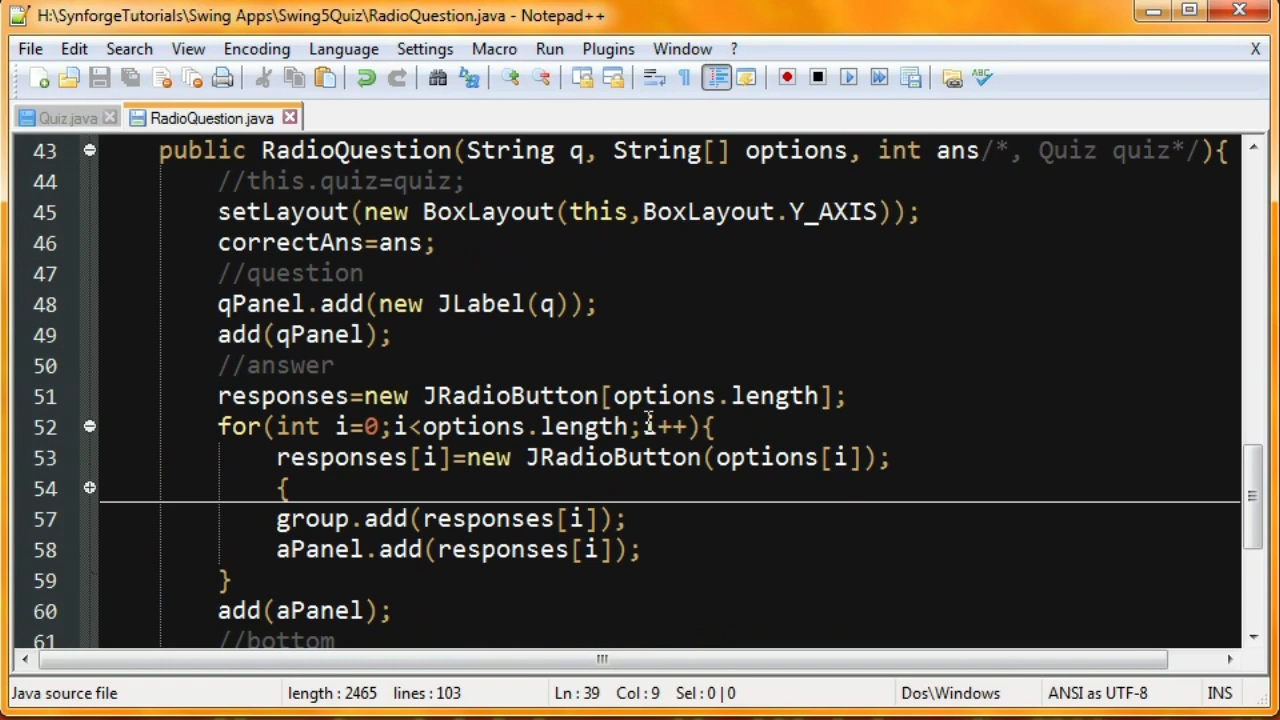 H:\SynforgeTutorials\Swing Apps\Swing5Quiz\RadioQuestion.java - Notepad++
File Edit Search View Encoding Language Settings Macro Run Plugins Window ? X
ABC
Quiz.java RadioQuestion.java
43 public RadioQuestion(String q, String[] options, int ans/*, Quiz quiz*/){
44 //this.quiz=quiz;
45 setLayout(new BoxLayout(this,BoxLayout.Y_AXIS));
46 correctAns=ans;
47 //question
48 qPanel.add(new JLabel(q));
49 add(qPanel);
50 //answer
51 responses=new JRadioButton[options.length];
52 for(int i=0;i<options.length;i++){
53 responses[i]=new JRadioButton(options[i]);
54 {
57 group.add(responses[i]);
58 aPanel.add(responses[i]);
59 }
60 add(aPanel);
61 //bottom
Java source file length : 2465 lines : 103 Ln : 39 Col : 9 Sel : 0 | 0 Dos\Windows ANSI as UTF-8 INS